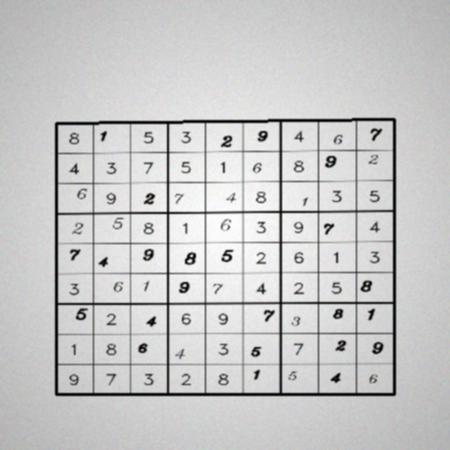 8 1 5 3 2 9 4 6 7
4 3 7 5 1 6 8 9 2
6 9 2 7 4 8 1 3 5
2 5 8 1 6 3 9 7 4
7 4 9 8 5 2 6 1 3
3 6 1 9 7 4 2 5 8
5 2 4 6 9 7 3 8 1
1 8 6 4 3 5 7 2 9
9 7 3 2 8 1 5 4 6